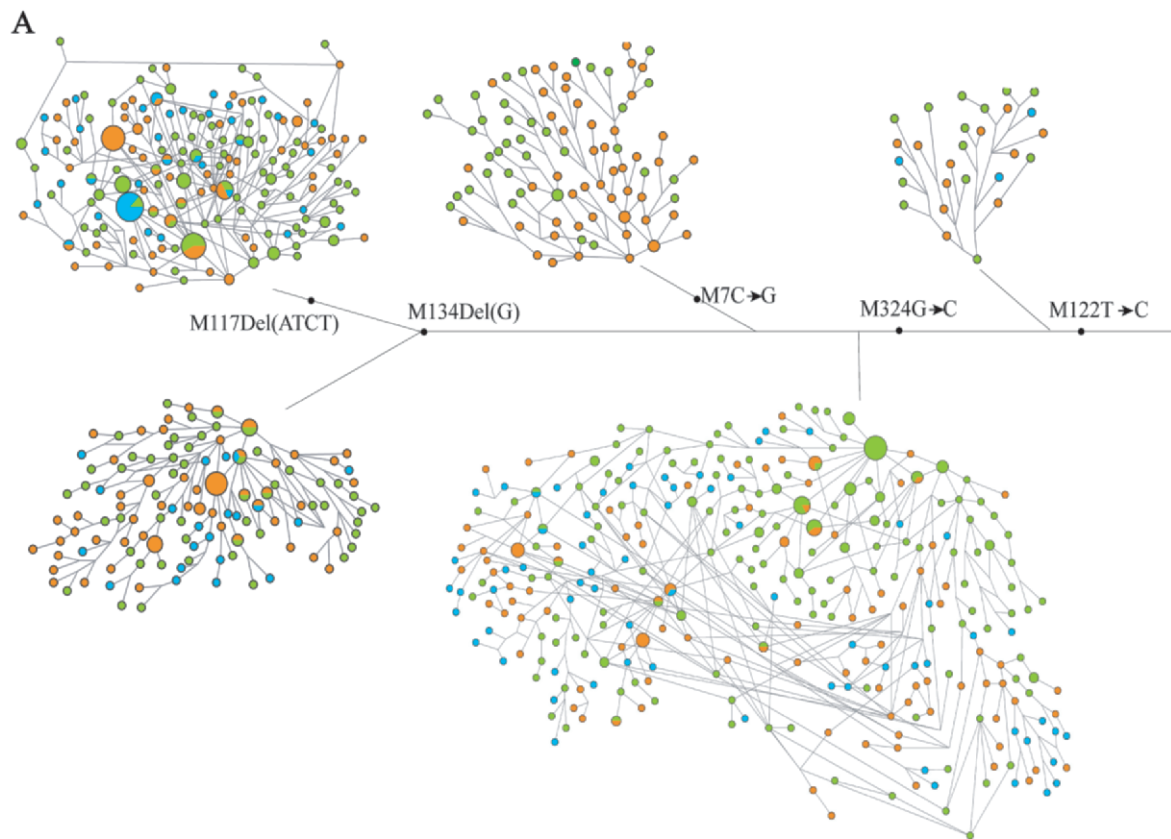 A
M117Del(ATCT)
M134Del(G)
M7C→G
M324G→C
M122T→C